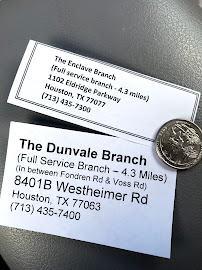 The Enclave Branch
(Full service branch - 4.3 miles)
1102 Eldridge Parkway
Houston, TX 77077
(713) 435-7300
The Dunvale Branch
(Full Service Branch – 4.3 Miles)
(In between Fondren Rd & Voss Rd)
8401B Westheimer Rd
Houston, TX 77063
(713) 435-7400